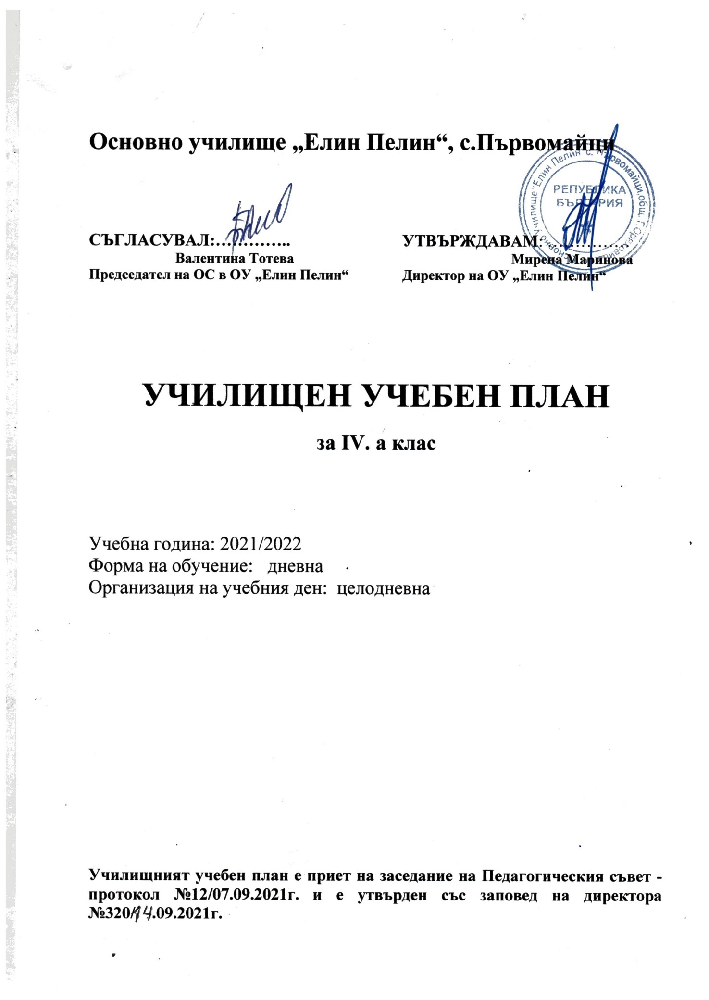 Основно училище „Елин Пелин“, с.Първомайци
Основно училище "Елин Пелин" с. Първомайци,общ. Г.Оряховица
РЕПУБЛИКА
БЪЛГАРИЯ
СЪГЛАСУВАЛ:…………..
Валентина Тотева
Председател на ОС в ОУ „Елин Пелин“
УТВЪРЖДАВАМ:……………
Мирена Маринова
Директор на ОУ „Елин Пелин“
УЧИЛИЩЕН УЧЕБЕН ПЛАН
за IV. а клас
Учебна година: 2021/2022
Форма на обучение: дневна
Организация на учебния ден: целодневна
Училищният учебен план е приет на заседание на Педагогическия съвет -
протокол №12/07.09.2021г. и е утвърден със заповед на директора
№320/14.09.2021г.